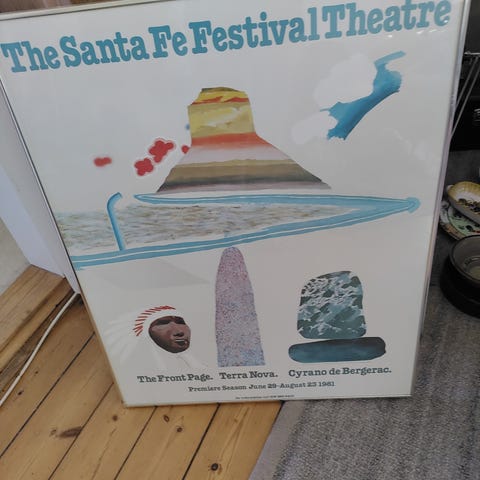 The Santa Fe Festival Theatre
The Front Page. Terra Nova. Cyrano de Bergerac.
Premiere Season June 29-August 23 1981